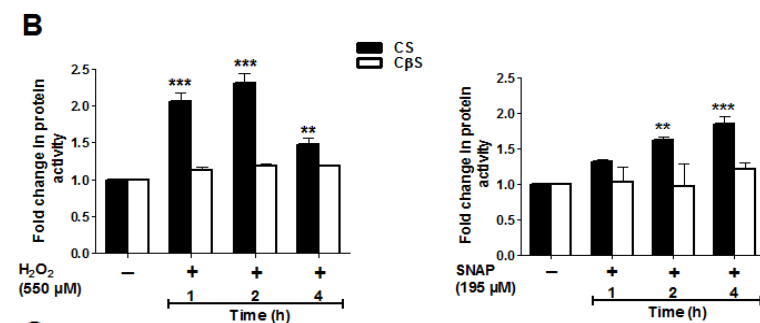 B
CS
CβS
Fold change in protein
activity
2.5
2.0
1.5
1.0
0.5
0.0
***
***
**
H₂O₂
(550 µM)
– + + +
1 2 4
Time (h)
Fold change in protein
activity
2.5
2.0
1.5
1.0
0.5
0.0
**
***
SNAP
(195 µM)
– + + +
1 2 4
Time (h)